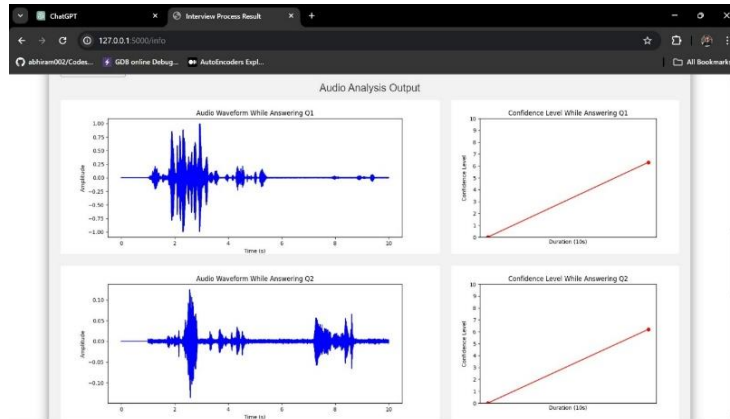 ChatGPT
Interview Process Result
127.0.0.1:5000/info
abhiram002/Codes...
GDB online Debug...
AutoEncoders Expl...
All Bookmarks
Audio Analysis Output
Audio Waveform While Answering Q1
1.00
0.75
0.50
0.25
0.00
−0.25
−0.50
−0.75
−1.00
Amplitude
0 2 4 6 8 10
Time (s)
Confidence Level While Answering Q1
10
9
8
7
6
5
4
3
2
1
0
Confidence Level
Duration (10s)
Audio Waveform While Answering Q2
0.10
0.05
0.00
−0.05
−0.10
Amplitude
0 2 4 6 8 10
Time (s)
Confidence Level While Answering Q2
10
9
8
7
6
5
4
3
2
1
0
Confidence Level
Duration (10s)